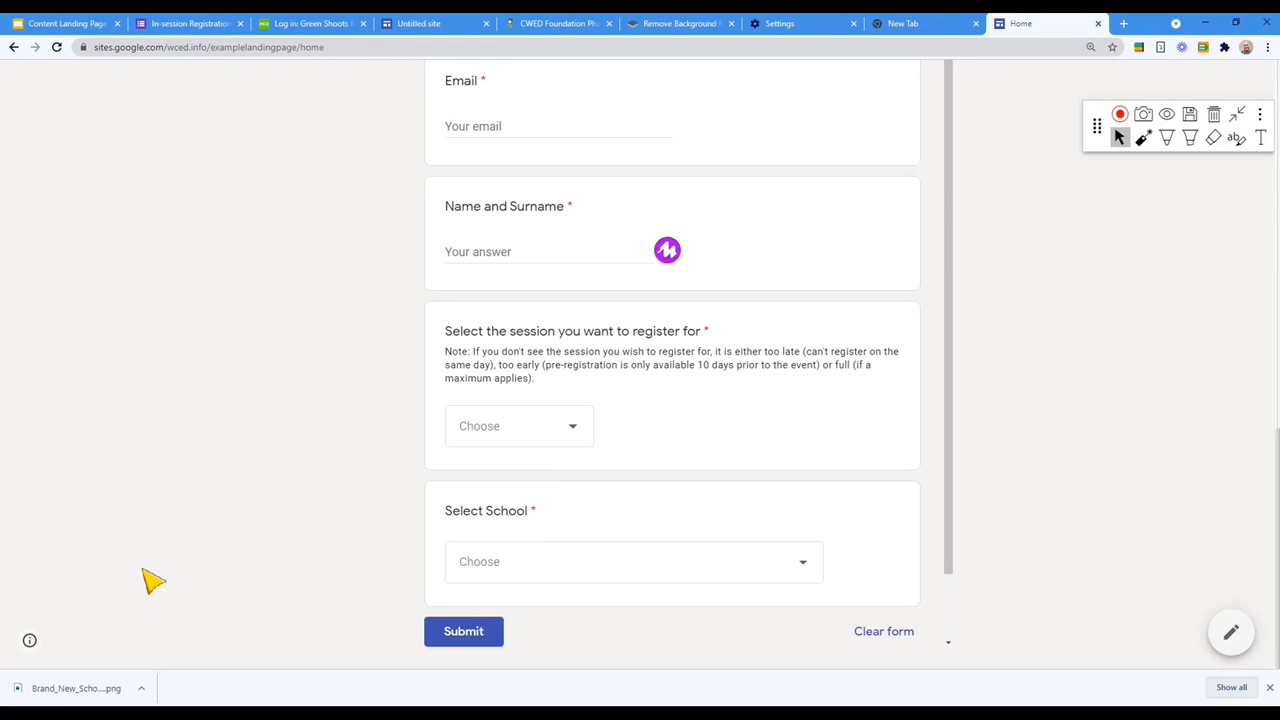 Content Landing Page
In-session Registration
Log in: Green Shoots M
Untitled site
CWED Foundation Pha
Remove Background f
Settings
New Tab
Home
sites.google.com/wced.info/examplelandingpage/home
Email *
Your email
Name and Surname *
Your answer
Select the session you want to register for *
Note: If you don't see the session you wish to register for, it is either too late (can't register on the
same day), too early (pre-registration is only available 10 days prior to the event) or full (if a
maximum applies).
Choose
Select School *
Choose
Submit
Clear form
Brand_New_Scho....png
Show all